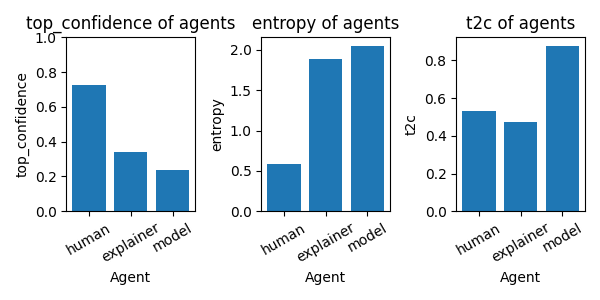 top_confidence of agents
top_confidence
1.0
0.8
0.6
0.4
0.2
0.0
human
explainer
model
Agent
entropy of agents
entropy
2.0
1.5
1.0
0.5
0.0
human
explainer
model
Agent
t2c of agents
t2c
0.8
0.6
0.4
0.2
0.0
human
explainer
model
Agent